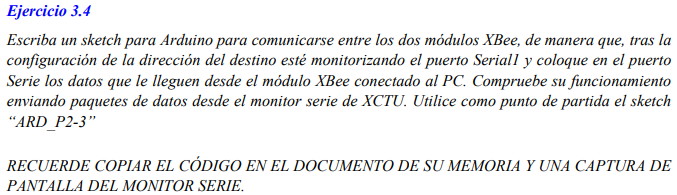 Ejercicio 3.4
Escriba un sketch para Arduino para comunicarse entre los dos módulos XBee, de manera que, tras la
configuración de la dirección del destino esté monitorizando el puerto Serial1 y coloque en el puerto
Serie los datos que le lleguen desde el módulo XBee conectado al PC. Compruebe su funcionamiento
enviando paquetes de datos desde el monitor serie de XCTU. Utilice como punto de partida el sketch
“ARD_P2-3”
RECUERDE COPIAR EL CÓDIGO EN EL DOCUMENTO DE SU MEMORIA Y UNA CAPTURA DE
PANTALLA DEL MONITOR SERIE.